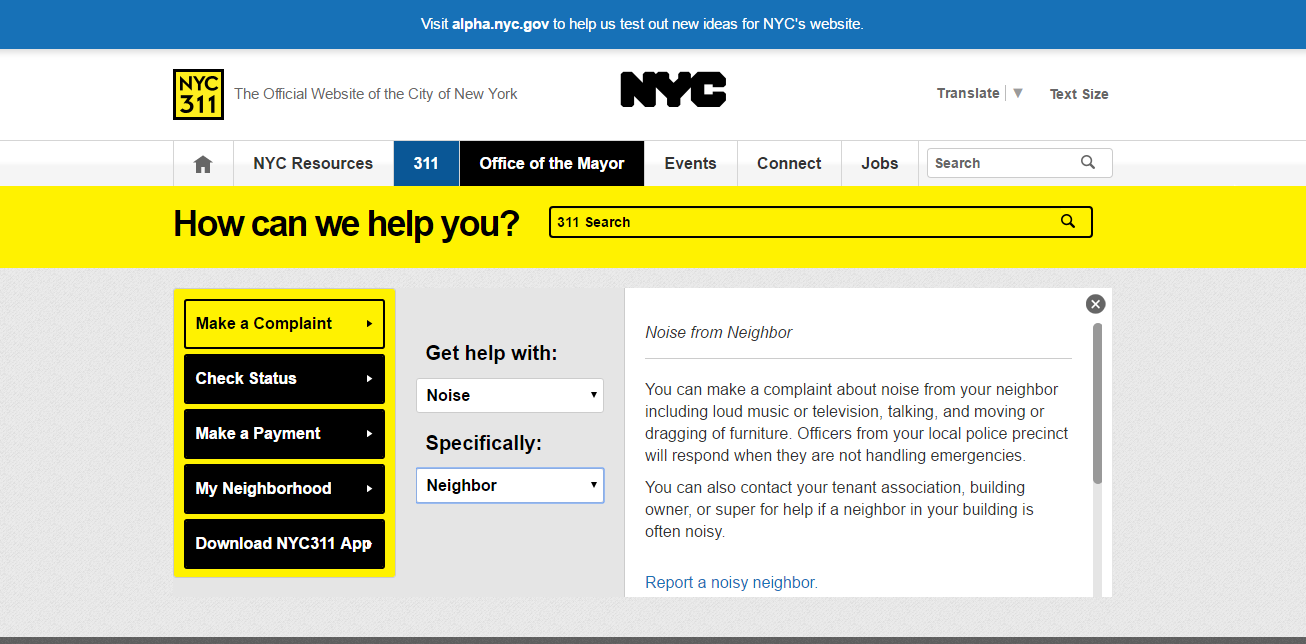 Visit alpha.nyc.gov to help us test out new ideas for NYC's website.
NYC
311
The Official Website of the City of New York
NYC
Translate
Text Size
NYC Resources
311
Office of the Mayor
Events
Connect
Jobs
Search
How can we help you?
311 Search
Make a Complaint
Check Status
Make a Payment
My Neighborhood
Download NYC311 App
Get help with:
Noise
Specifically:
Neighbor
Noise from Neighbor
You can make a complaint about noise from your neighbor
including loud music or television, talking, and moving or
dragging of furniture. Officers from your local police precinct
will respond when they are not handling emergencies.
You can also contact your tenant association, building
owner, or super for help if a neighbor in your building is
often noisy.
Report a noisy neighbor.